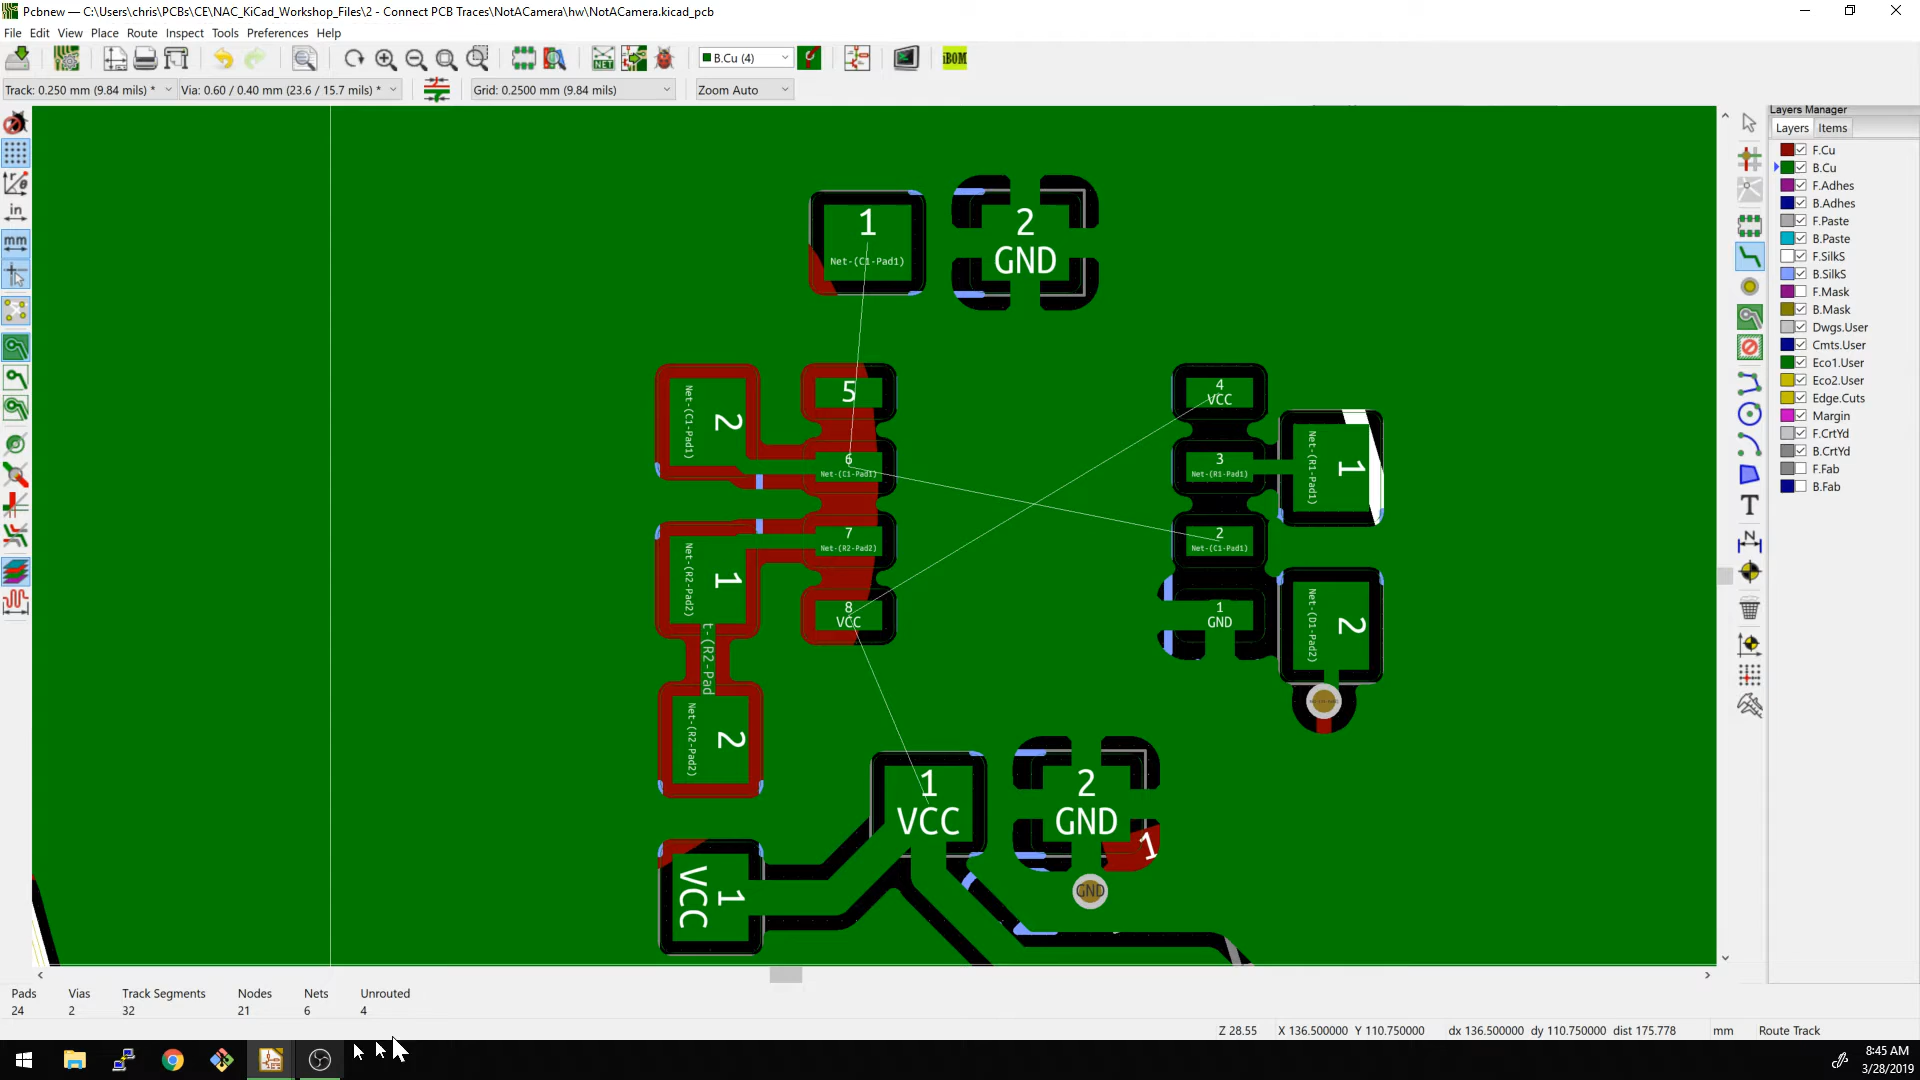 Pcbnew — C:\Users\chris\PCBs\CE\NAC_KiCad_Workshop_Files\2 - Connect PCB Traces\NotACamera\hw\NotACamera.kicad_pcb
File Edit View Place Route Inspect Tools Preferences Help
NET
B.Cu (4)
iBOM
Track: 0.250 mm (9.84 mils) *
Via: 0.60 / 0.40 mm (23.6 / 15.7 mils) *
Grid: 0.2500 mm (9.84 mils)
Zoom Auto
in
mm
Layers Manager
Layers Items
F.Cu
B.Cu
F.Adhes
B.Adhes
F.Paste
B.Paste
F.SilkS
B.SilkS
F.Mask
B.Mask
Dwgs.User
Cmts.User
Eco1.User
Eco2.User
Edge.Cuts
Margin
F.CrtYd
B.CrtYd
F.Fab
B.Fab
T
N
1
Net-(C1-Pad1)
2
GND
2
Net-(C1-Pad1)
5
6
Net-(C1-Pad1)
7
Net-(R2-Pad2)
8
VCC
1
Net-(R2-Pad2)
t-(R2-Pad
2
Net-(R2-Pad2)
4
VCC
3
Net-(R1-Pad1)
2
Net-(C1-Pad1)
1
GND
1
Net-(R1-Pad1)
2
Net-(D1-Pad2)
1
VCC
2
GND
1
GND
1
VCC
Pads Vias Track Segments Nodes Nets Unrouted
24 2 32 21 6 4
Z 28.55 X 136.500000 Y 110.750000 dx 136.500000 dy 110.750000 dist 175.778 mm Route Track
8:45 AM
3/28/2019